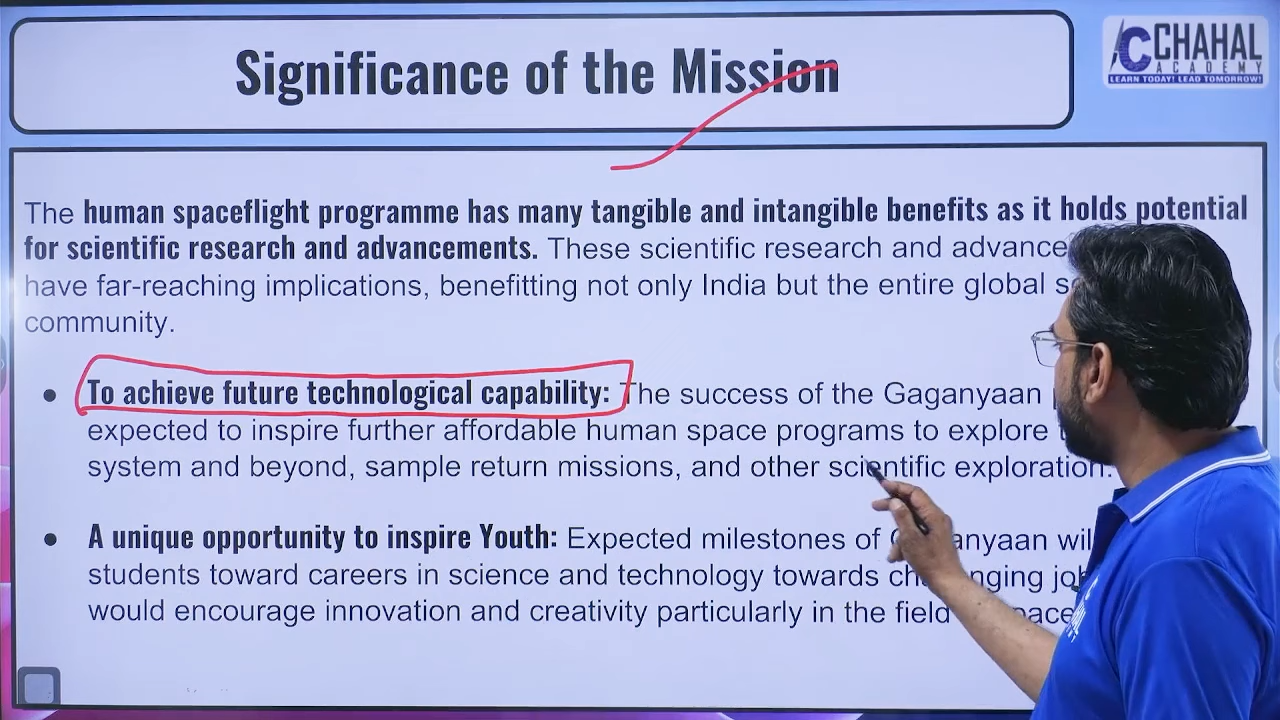 Significance of the Mission
CHAHAL
ACADEMY
LEARN TODAY! LEAD TOMORROW!
The human spaceflight programme has many tangible and intangible benefits as it holds potential
for scientific research and advancements. These scientific research and advance
have far-reaching implications, benefitting not only India but the entire global
community.
● To achieve future technological capability: The success of the Gaganyaan
expected to inspire further affordable human space programs to explore
system and beyond, sample return missions, and other scientific exploration.
● A unique opportunity to inspire Youth: Expected milestones of Gaganyaan
students toward careers in science and technology towards
would encourage innovation and creativity particularly in the field